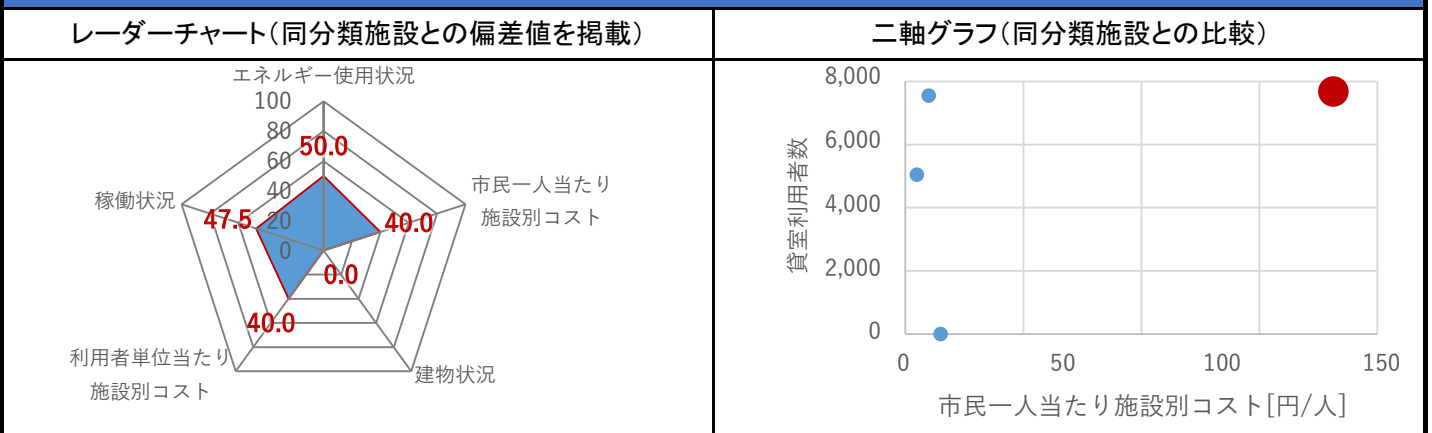 レーダーチャート(同分類施設との偏差値を掲載)
二軸グラフ(同分類施設との比較)
エネルギー使用状況
100
80
60
40
20
0
50.0
市民一人当たり
施設別コスト
40.0
0.0
建物状況
利用者単位当たり
施設別コスト
40.0
稼働状況
47.5
貸室利用者数
8,000
6,000
4,000
2,000
0
0 50 100 150
市民一人当たり施設別コスト[円/人]